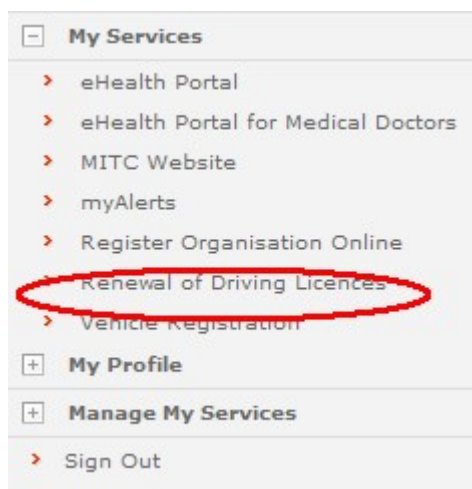 My Services
eHealth Portal
eHealth Portal for Medical Doctors
MITC Website
myAlerts
Register Organisation Online
Renewal of Driving Licences
Vehicle Registration
My Profile
Manage My Services
Sign Out